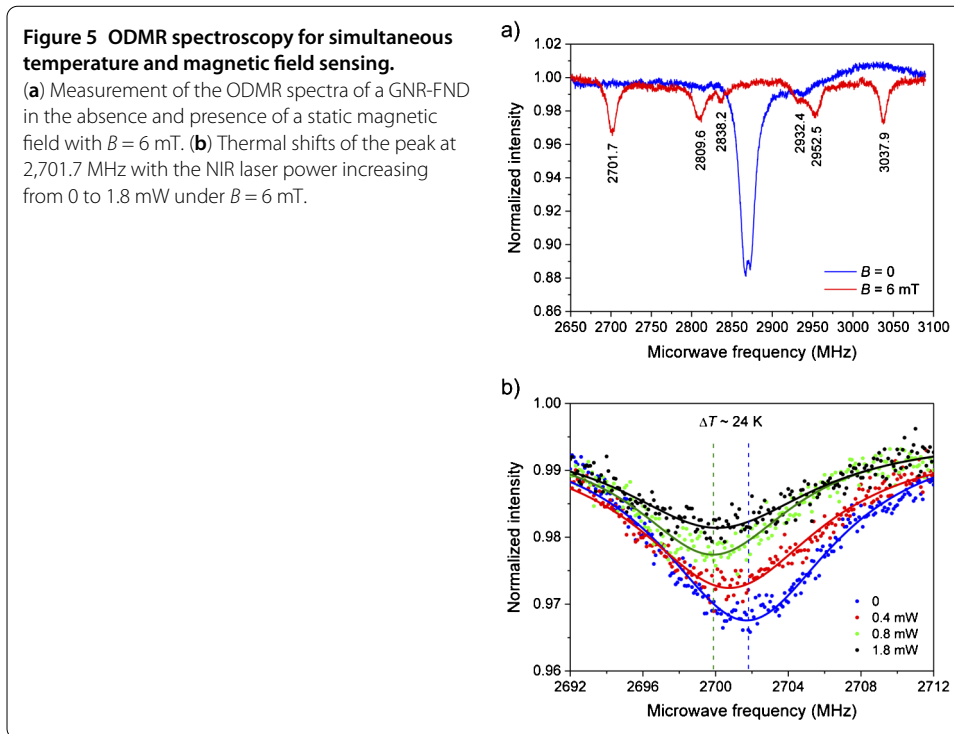 Figure 5 ODMR spectroscopy for simultaneous
temperature and magnetic field sensing.
(a) Measurement of the ODMR spectra of a GNR-FND
in the absence and presence of a static magnetic
field with B = 6 mT. (b) Thermal shifts of the peak at
2,701.7 MHz with the NIR laser power increasing
from 0 to 1.8 mW under B = 6 mT.
a)
1.02
1.00
0.98
0.96
0.94
0.92
0.90
0.88
0.86
Normalized intensity
2701.7
2809.6
2838.2
2932.4
2952.5
3037.9
B = 0
B = 6 mT
2650 2700 2750 2800 2850 2900 2950 3000 3050 3100
Micorwave frequency (MHz)
b)
1.00
0.99
0.98
0.97
0.96
Normalized intensity
ΔT ~ 24 K
0
0.4 mW
0.8 mW
1.8 mW
2692 2696 2700 2704 2708 2712
Microwave frequency (MHz)